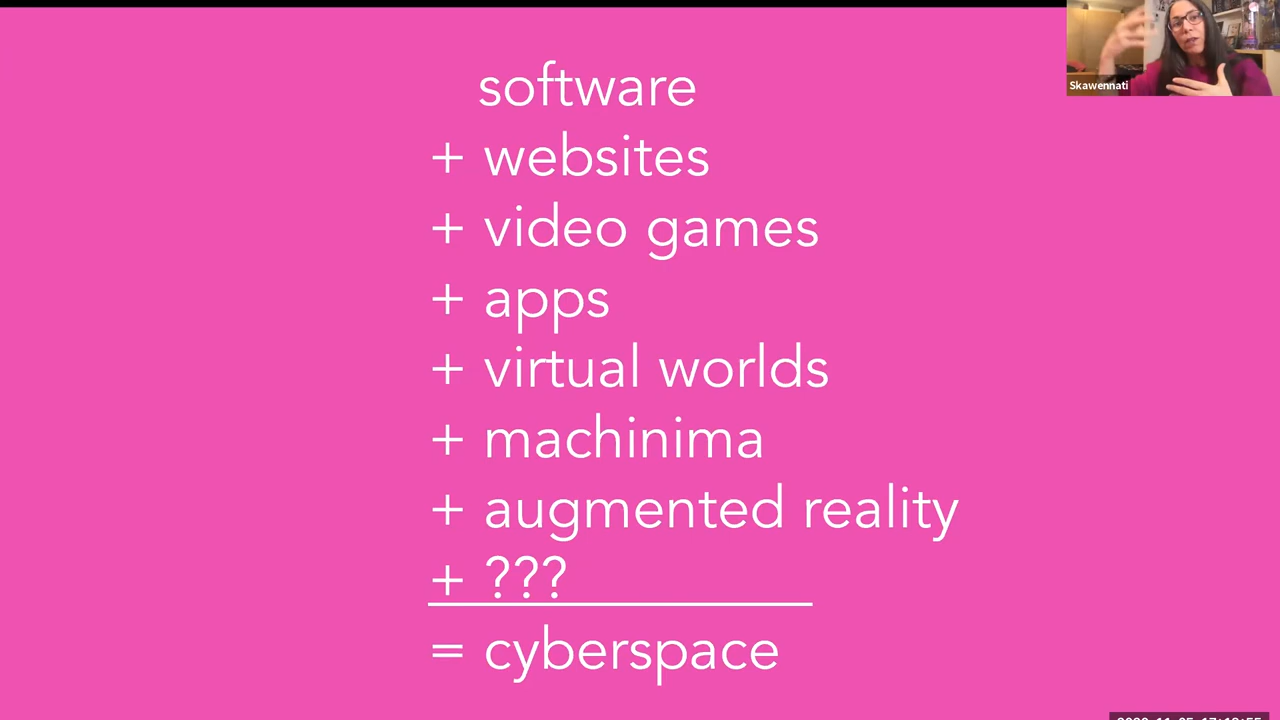 software
+ websites
+ video games
+ apps
+ virtual worlds
+ machinima
+ augmented reality
+ ???
= cyberspace
Skawennati